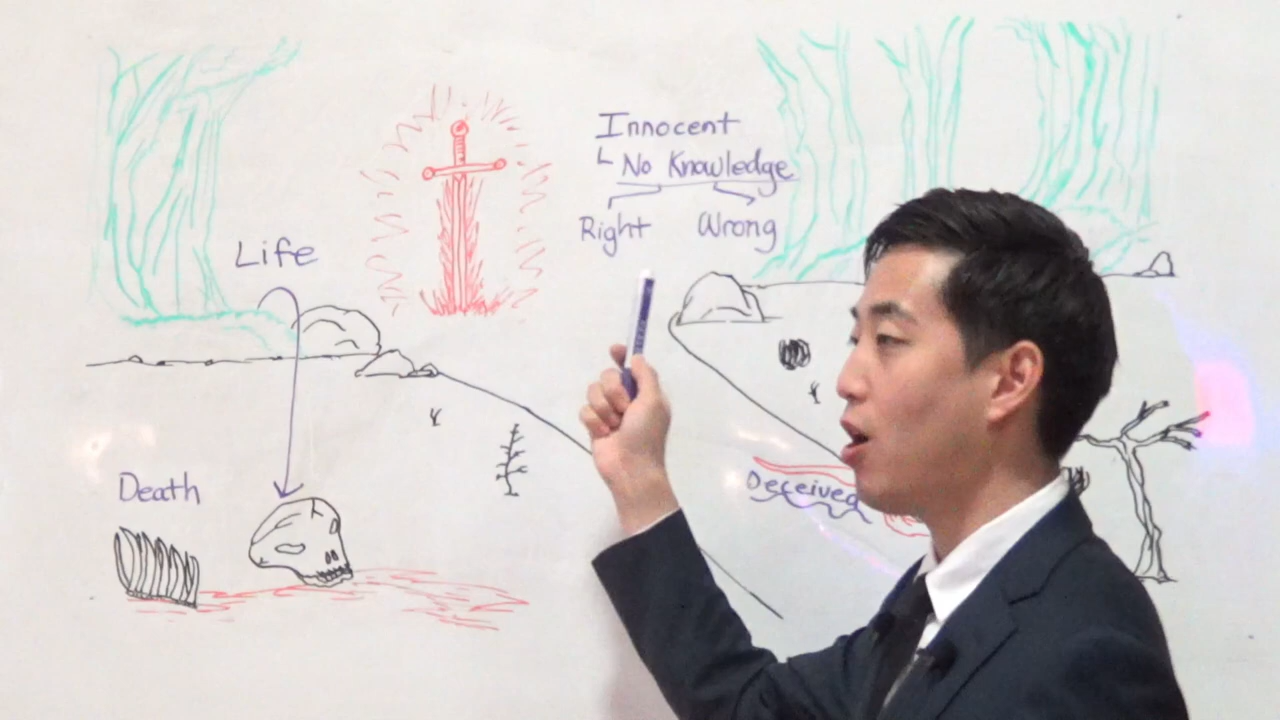 Innocent
No Knowledge
Right Wrong
Life
Death
Deceived